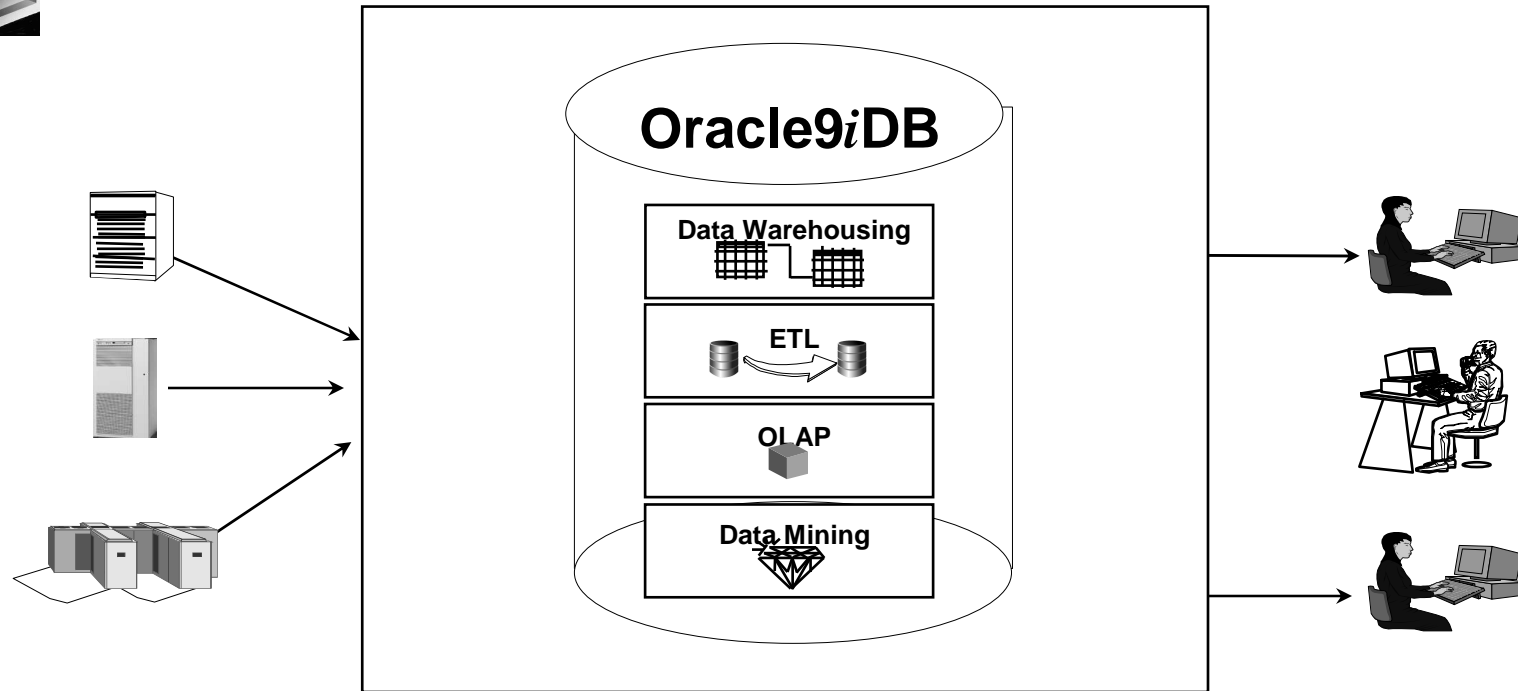 Oracle9iDB
Data Warehousing
ETL
OLAP
Data Mining